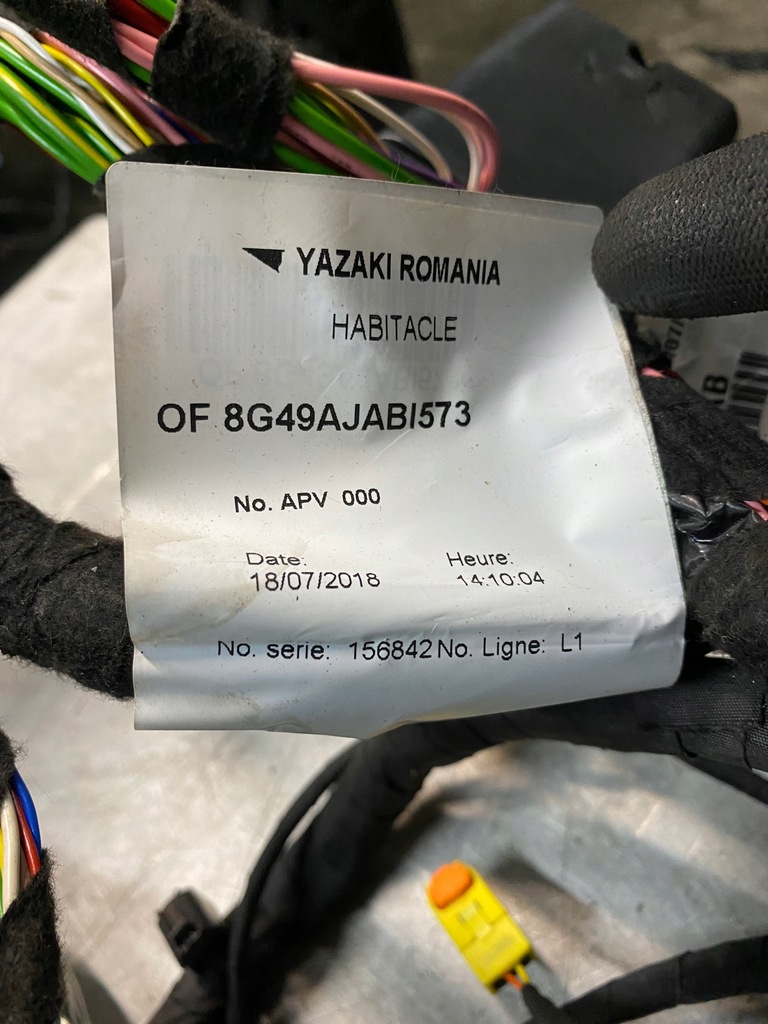 YAZAKI ROMANIA
HABITACLE
OF 8G49AJABI573
No. APV 000
Date: Heure:
18/07/2018 14:10:04
No. serie: 156842 No. Ligne: L1